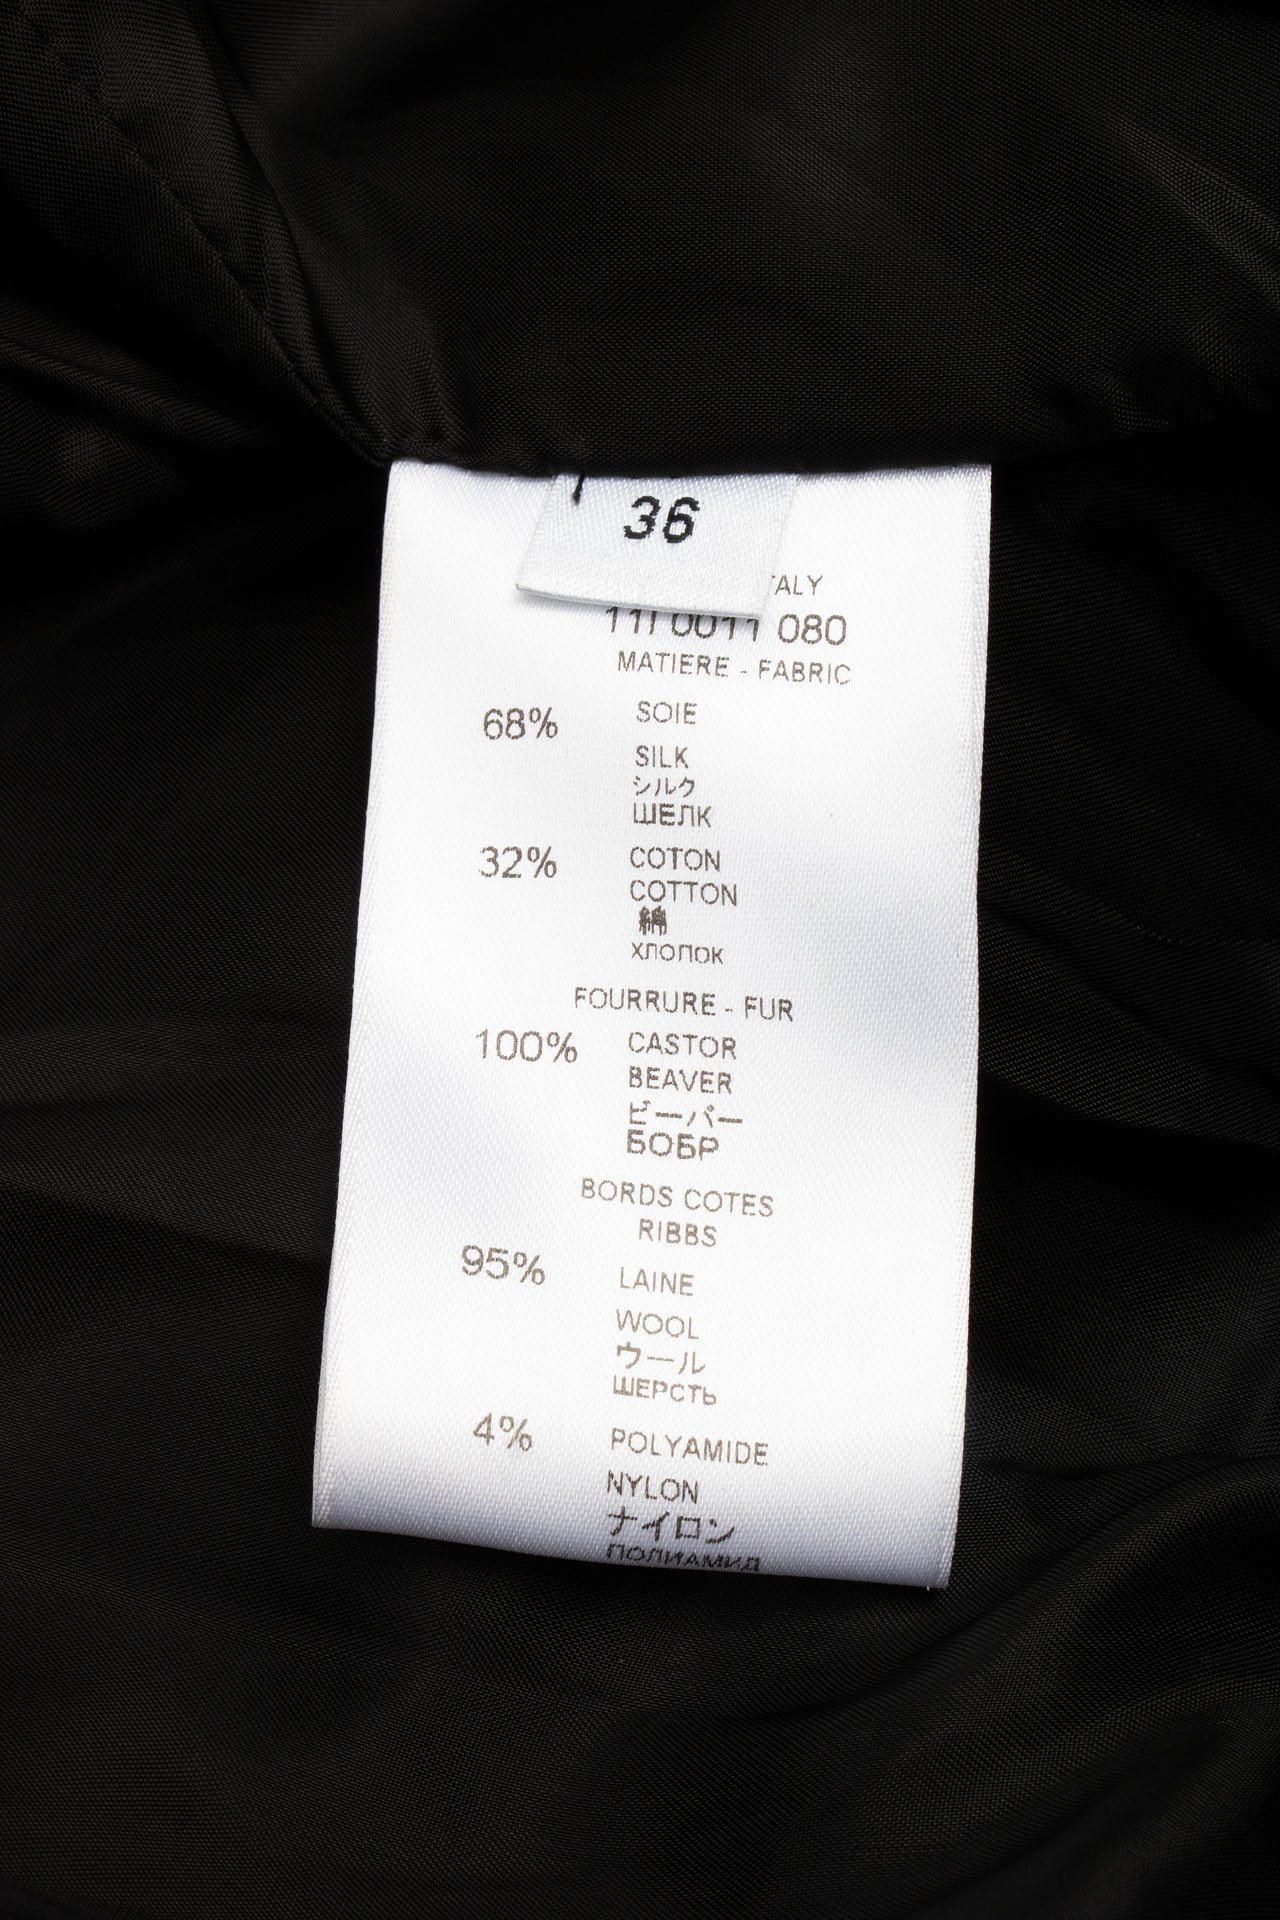 36
080
MATIERE - FABRIC
68% SOIE
SILK
シルク
ШЕЛК
32% COTON
COTTON
綿
ХЛОПОК
FOURRURE - FUR
100% CASTOR
BEAVER
ビーバー
БОБР
BORDS COTES
RIBBS
95% LAINE
WOOL
ウール
ШЕРСТЬ
4% POLYAMIDE
NYLON
ナイロン
ПОЛИАМИД